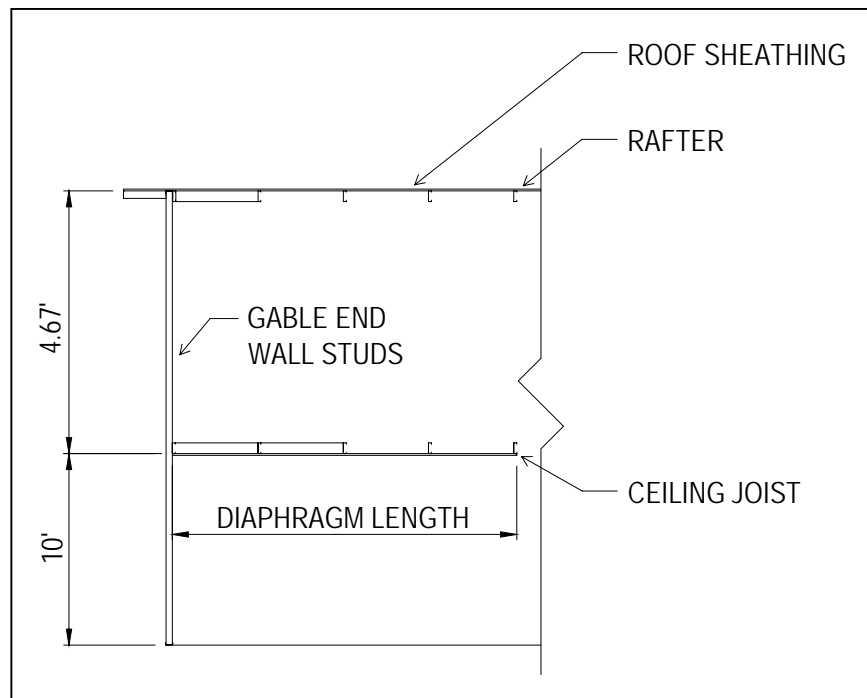 ROOF SHEATHING
RAFTER
4.67'
GABLE END
WALL STUDS
CEILING JOIST
DIAPHRAGM LENGTH
10'